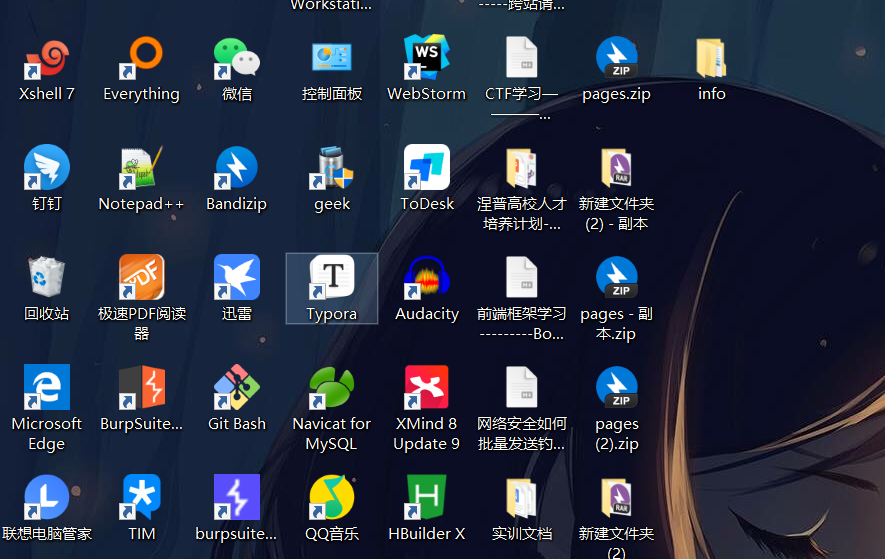 Workstati...
-----跨站请...
Xshell 7
Everything
微信
控制面板
WebStorm
CTF学习—
————...
pages.zip
info
钉钉
Notepad++
Bandizip
geek
ToDesk
涅普高校人才
培养计划-...
新建文件夹
(2) - 副本
回收站
极速PDF阅读
器
迅雷
Typora
Audacity
前端框架学习
---------Bo...
pages - 副
本.zip
Microsoft
Edge
BurpSuite...
Git Bash
Navicat for
MySQL
XMind 8
Update 9
网络安全如何
批量发送钓...
pages
(2).zip
联想电脑管家
TIM
burpsuite...
QQ音乐
HBuilder X
实训文档
新建文件夹
(2)